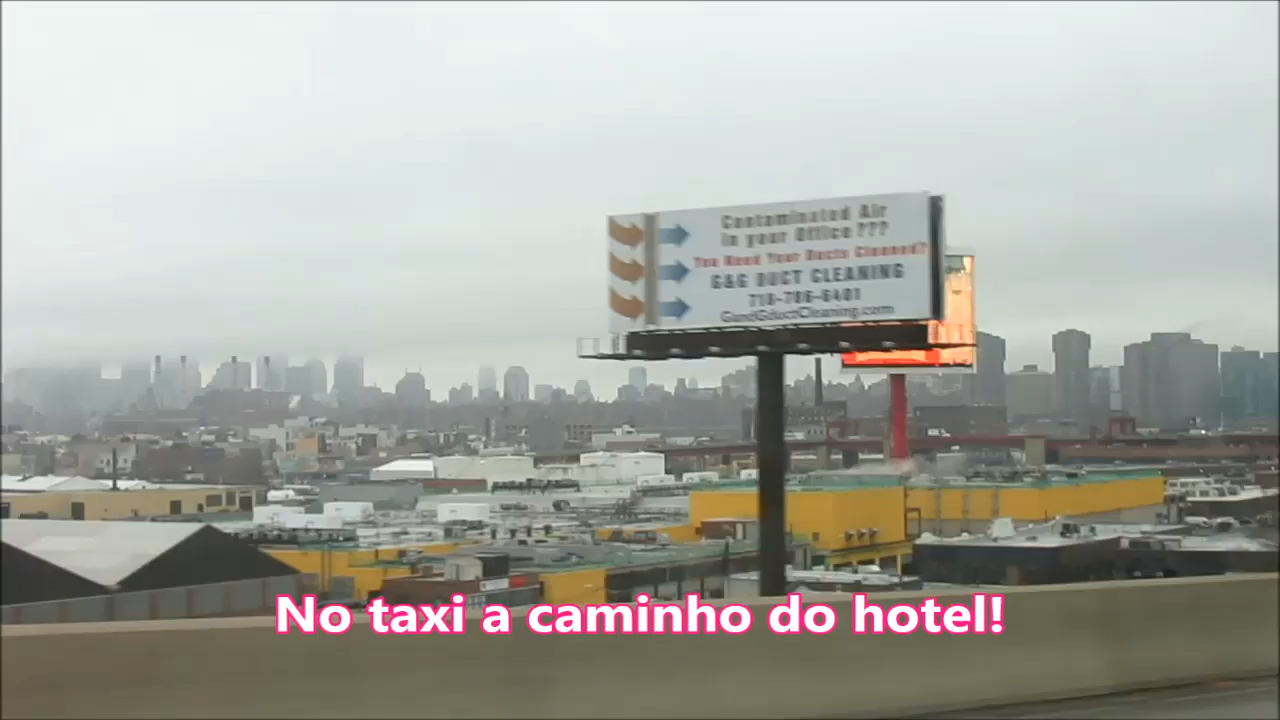 Contaminated Air
In your Office ???
You Need Your Ducts Cleaned?
G&G DUCT CLEANING
718-786-6401
GandGductCleaning.com
No taxi a caminho do hotel!